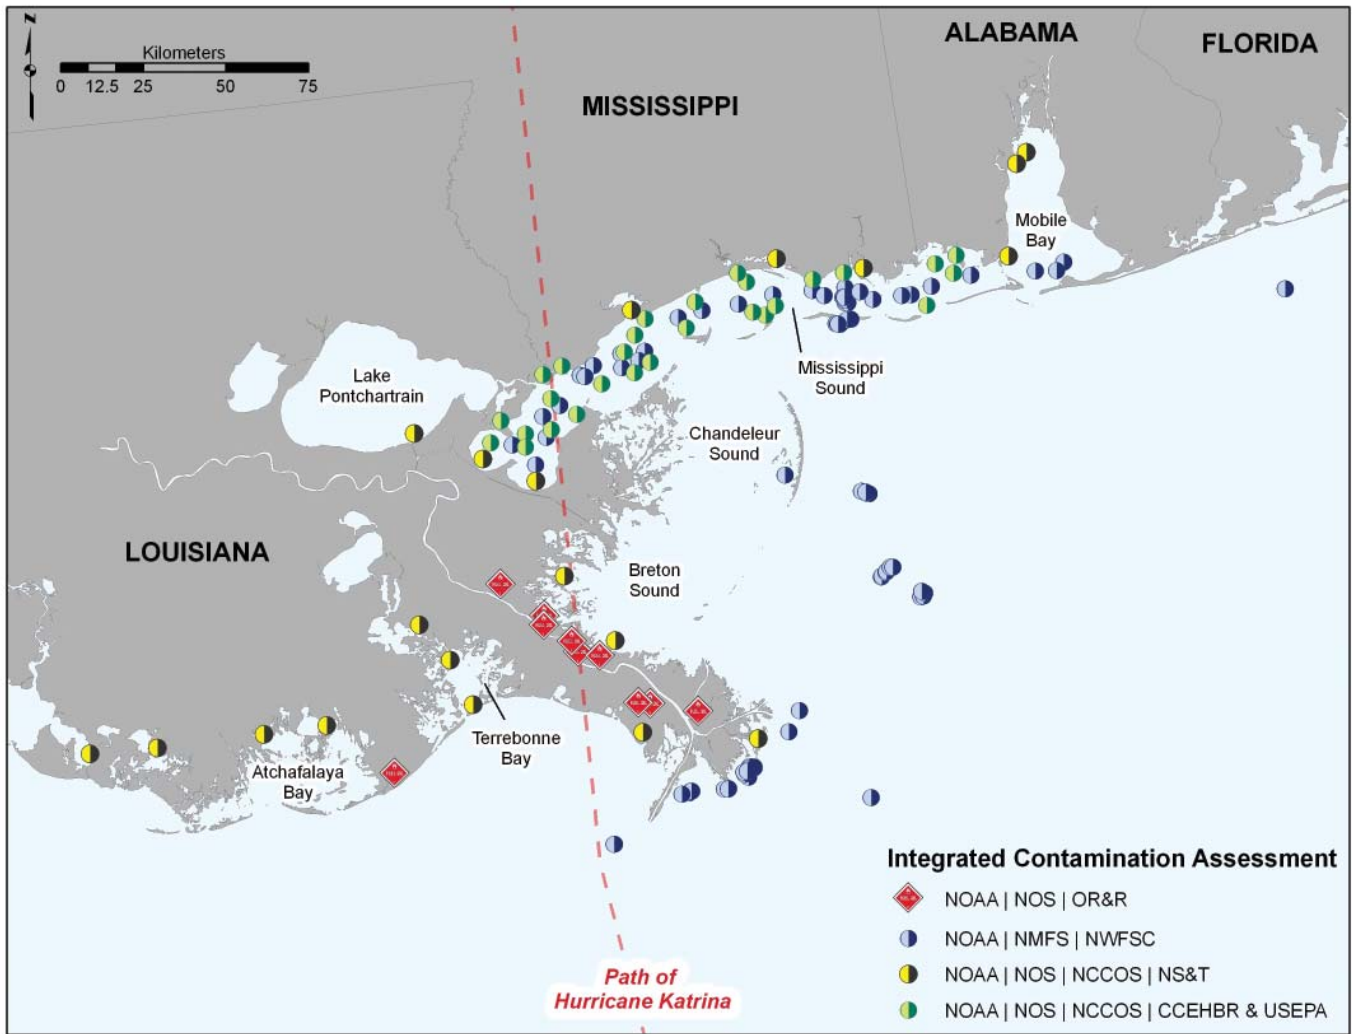 N
Kilometers
0 12.5 25 50 75
ALABAMA
FLORIDA
MISSISSIPPI
Mobile
Bay
Mississippi
Sound
Lake
Pontchartrain
Chandeleur
Sound
LOUISIANA
Breton
Sound
Terrebonne
Bay
Atchafalaya
Bay
Path of
Hurricane Katrina
Integrated Contamination Assessment
NOAA | NOS | OR&R
NOAA | NMFS | NWFSC
NOAA | NOS | NCCOS | NS&T
NOAA | NOS | NCCOS | CCEHBR & USEPA